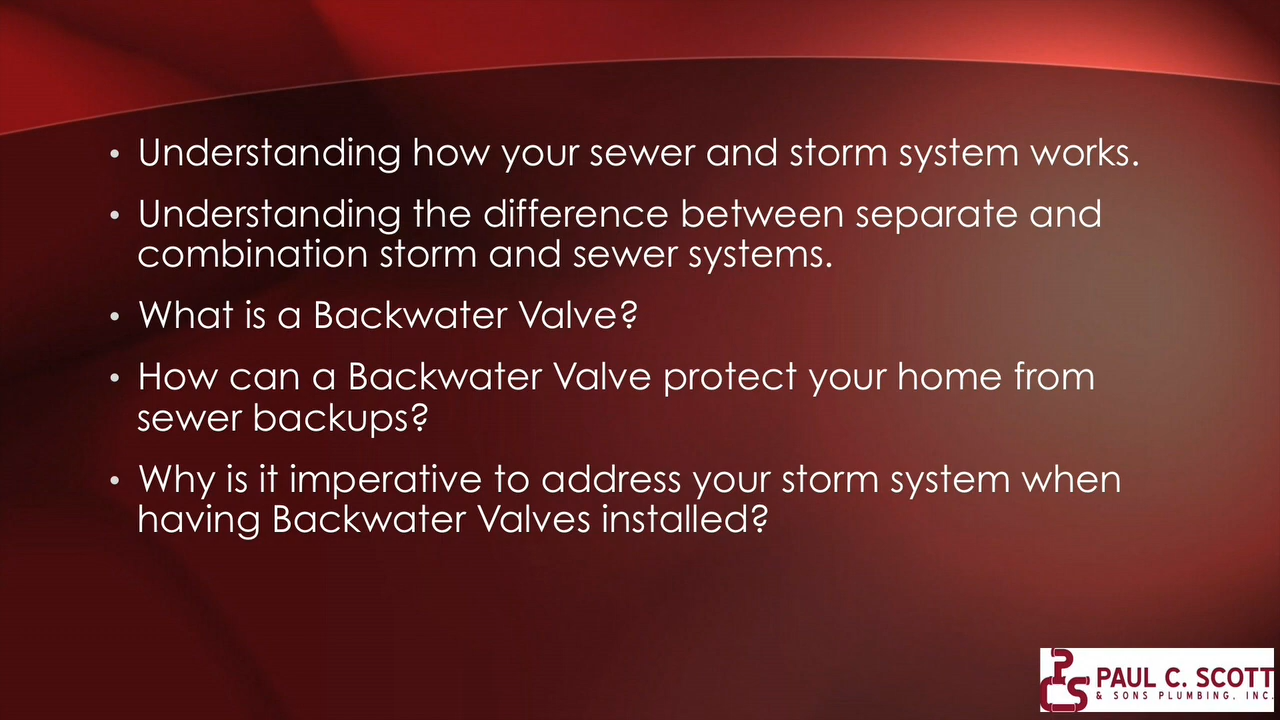 • Understanding how your sewer and storm system works.
• Understanding the difference between separate and
combination storm and sewer systems.
• What is a Backwater Valve?
• How can a Backwater Valve protect your home from
sewer backups?
• Why is it imperative to address your storm system when
having Backwater Valves installed?
PCS
PAUL C. SCOTT
& SONS PLUMBING, INC.